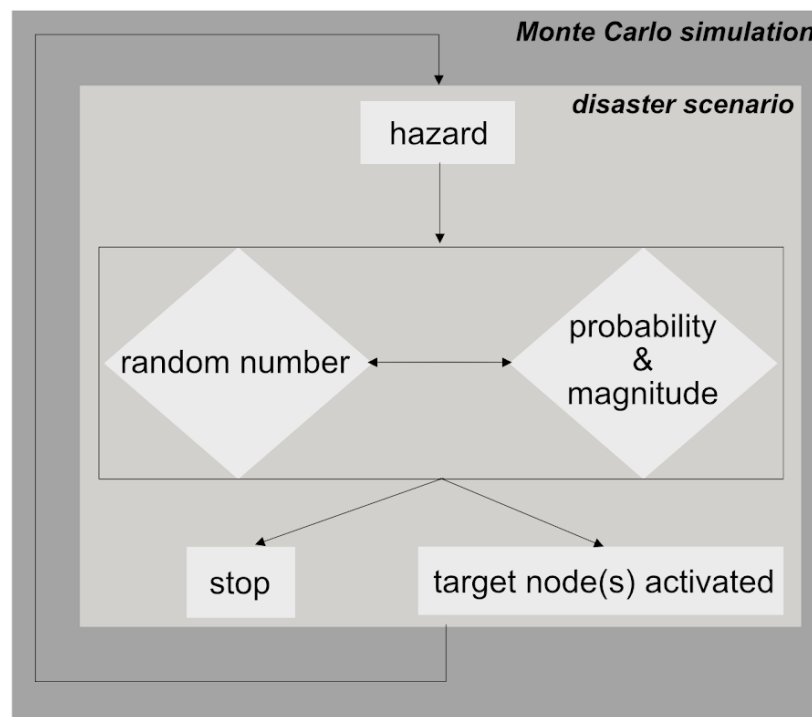 Monte Carlo simulation
disaster scenario
hazard
random number
probability
&
magnitude
stop
target node(s) activated